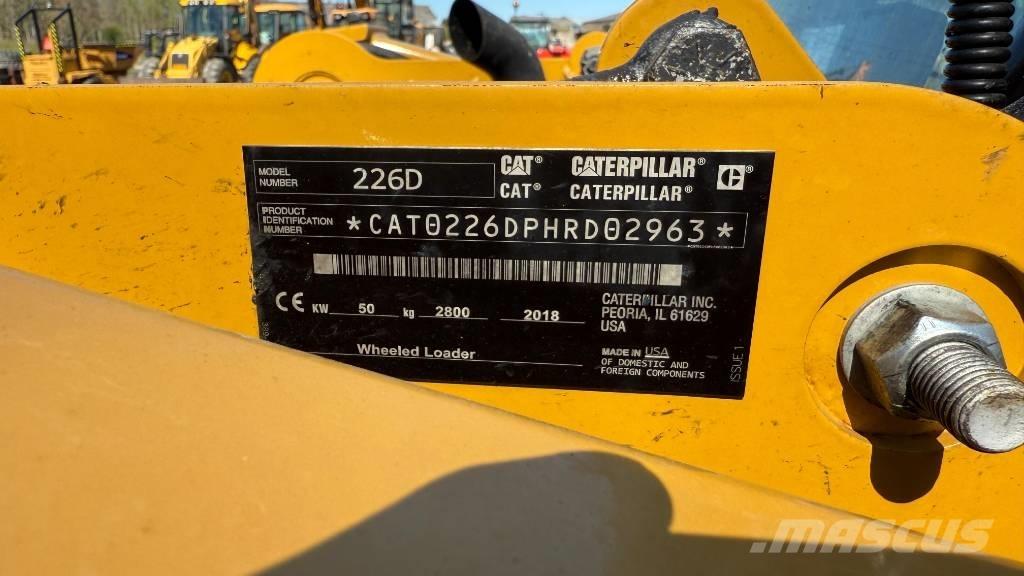 MODEL NUMBER 226D
CAT® CATERPILLAR® C®
CAT® CATERPILLAR®
PRODUCT IDENTIFICATION NUMBER *CAT0226DPHRD02963*
CE KW 50 kg 2800 2018
CATERPILLAR INC.
PEORIA, IL 61629
USA
Wheeled Loader
MADE IN USA
OF DOMESTIC AND
FOREIGN COMPONENTS
ISSUE 1
MASCUS